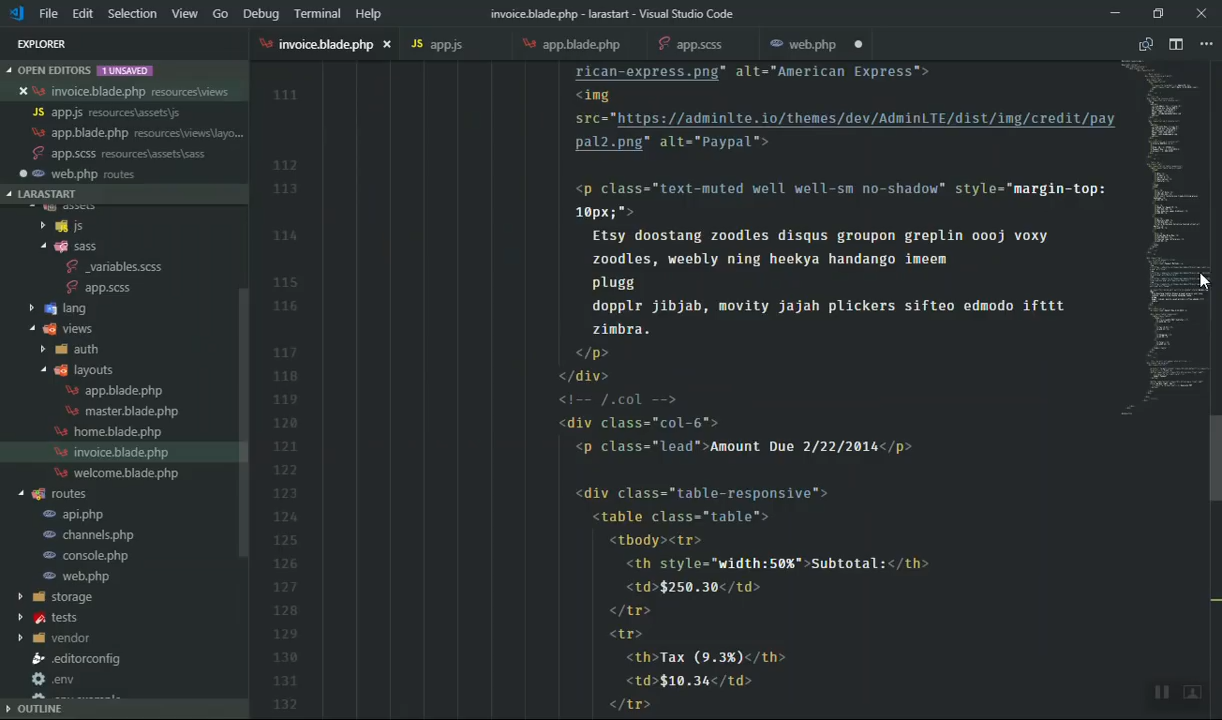 File Edit Selection View Go Debug Terminal Help invoice.blade.php - larastart - Visual Studio Code
EXPLORER
invoice.blade.php × JS app.js app.blade.php app.scss web.php
OPEN EDITORS 1 UNSAVED
invoice.blade.php resources\views
JS app.js resources\assets\js
app.blade.php resources\views\layo...
app.scss resources\assets\sass
web.php routes
LARASTART
assets
js
sass
_variables.scss
app.scss
lang
views
auth
layouts
app.blade.php
master.blade.php
home.blade.php
invoice.blade.php
welcome.blade.php
routes
api.php
channels.php
console.php
web.php
storage
tests
vendor
.editorconfig
.env
.env.example
OUTLINE
rican-express.png" alt="American Express">
111 <img
src="https://adminlte.io/themes/dev/AdminLTE/dist/img/credit/pay
pal2.png" alt="Paypal">
112
113 <p class="text-muted well well-sm no-shadow" style="margin-top:
10px;">
114 Etsy doostang zoodles disqus groupon greplin oooj voxy
zoodles, weebly ning heekya handango imeem
115 plugg
116 dopplr jibjab, movity jajah plickers sifteo edmodo ifttt
zimbra.
117 </p>
118 </div>
119 <!-- /.col -->
120 <div class="col-6">
121 <p class="lead">Amount Due 2/22/2014</p>
122
123 <div class="table-responsive">
124 <table class="table">
125 <tbody><tr>
126 <th style="width:50%">Subtotal:</th>
127 <td>$250.30</td>
128 </tr>
129 <tr>
130 <th>Tax (9.3%)</th>
131 <td>$10.34</td>
132 </tr>